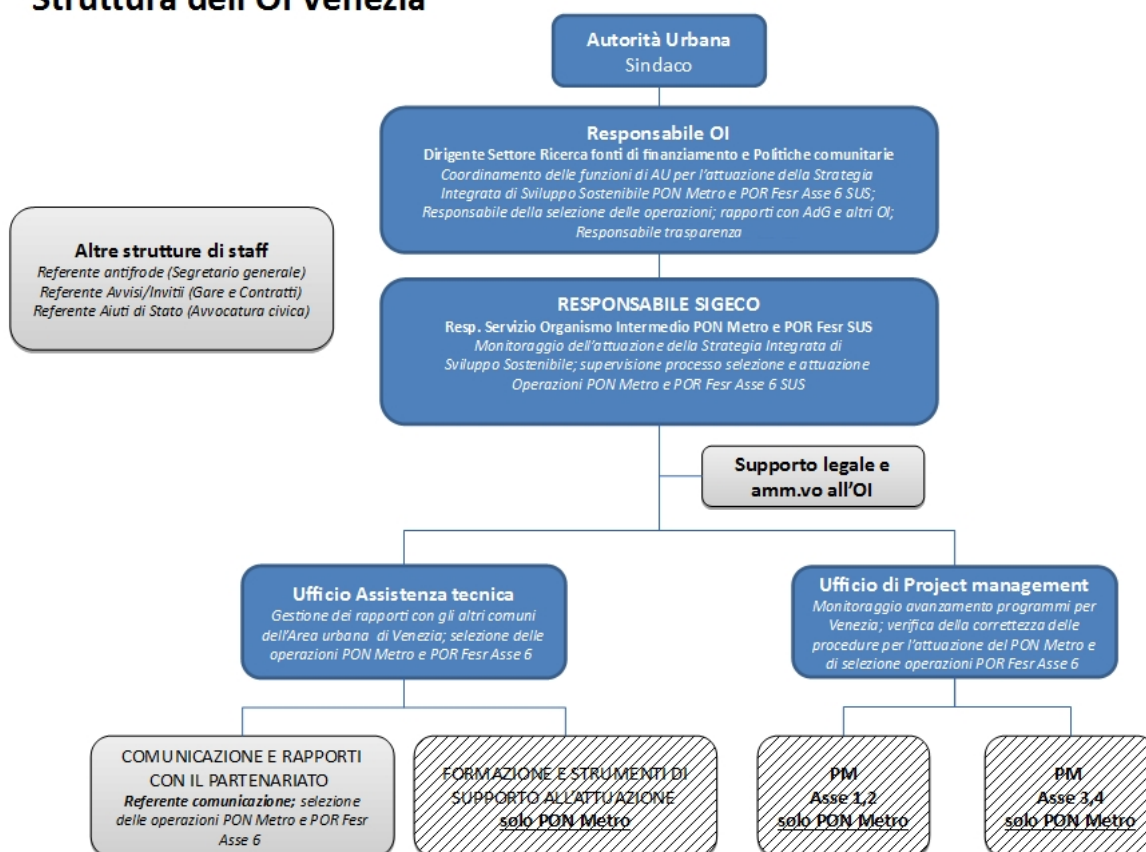 Struttura dell'OI Venezia
Autorità Urbana
Sindaco
Responsabile OI
Dirigente Settore Ricerca fonti di finanziamento e Politiche comunitarie
Coordinamento delle funzioni di AU per l'attuazione della Strategia
Integrata di Sviluppo Sostenibile PON Metro e POR Fesr Asse 6 SUS;
Responsabile della selezione delle operazioni; rapporti con AdG e altri OI;
Responsabile trasparenza
Altre strutture di staff
Referente antifrode (Segretario generale)
Referente Avvisi/Invitii (Gare e Contratti)
Referente Aiuti di Stato (Avvocatura civica)
RESPONSABILE SIGECO
Resp. Servizio Organismo Intermedio PON Metro e POR Fesr SUS
Monitoraggio dell'attuazione della Strategia Integrata di
Sviluppo Sostenibile; supervisione processo selezione e attuazione
Operazioni PON Metro e POR Fesr Asse 6 SUS
Supporto legale e
amm.vo all'OI
Ufficio Assistenza tecnica
Gestione dei rapporti con gli altri comuni
dell'Area urbana di Venezia; selezione delle
operazioni PON Metro e POR Fesr Asse 6
Ufficio di Project management
Monitoraggio avanzamento programmi per
Venezia; verifica della correttezza delle
procedure per l'attuazione del PON Metro e
di selezione operazioni POR Fesr Asse 6
COMUNICAZIONE E RAPPORTI
CON IL PARTENARIATO
Referente comunicazione; selezione
delle operazioni PON Metro e POR Fesr
Asse 6
FORMAZIONE E STRUMENTI DI
SUPPORTO ALL'ATTUAZIONE
solo PON Metro
PM
Asse 1,2
solo PON Metro
PM
Asse 3,4
solo PON Metro